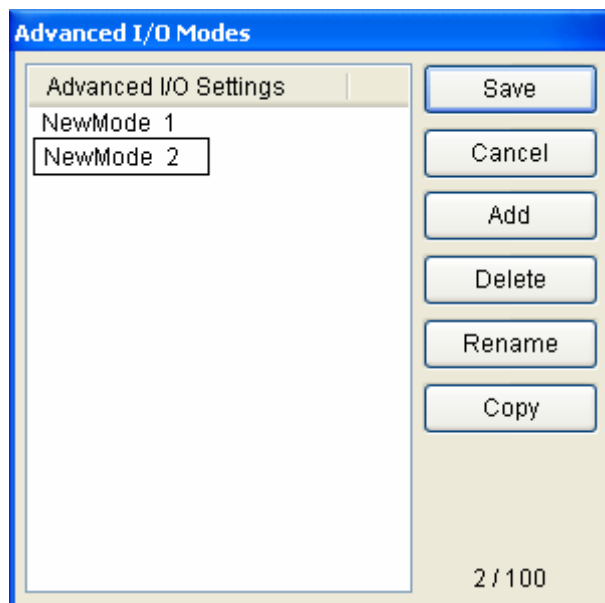 Advanced I/O Modes
Advanced I/O Settings
NewMode 1
NewMode 2
Save
Cancel
Add
Delete
Rename
Copy
2 / 100